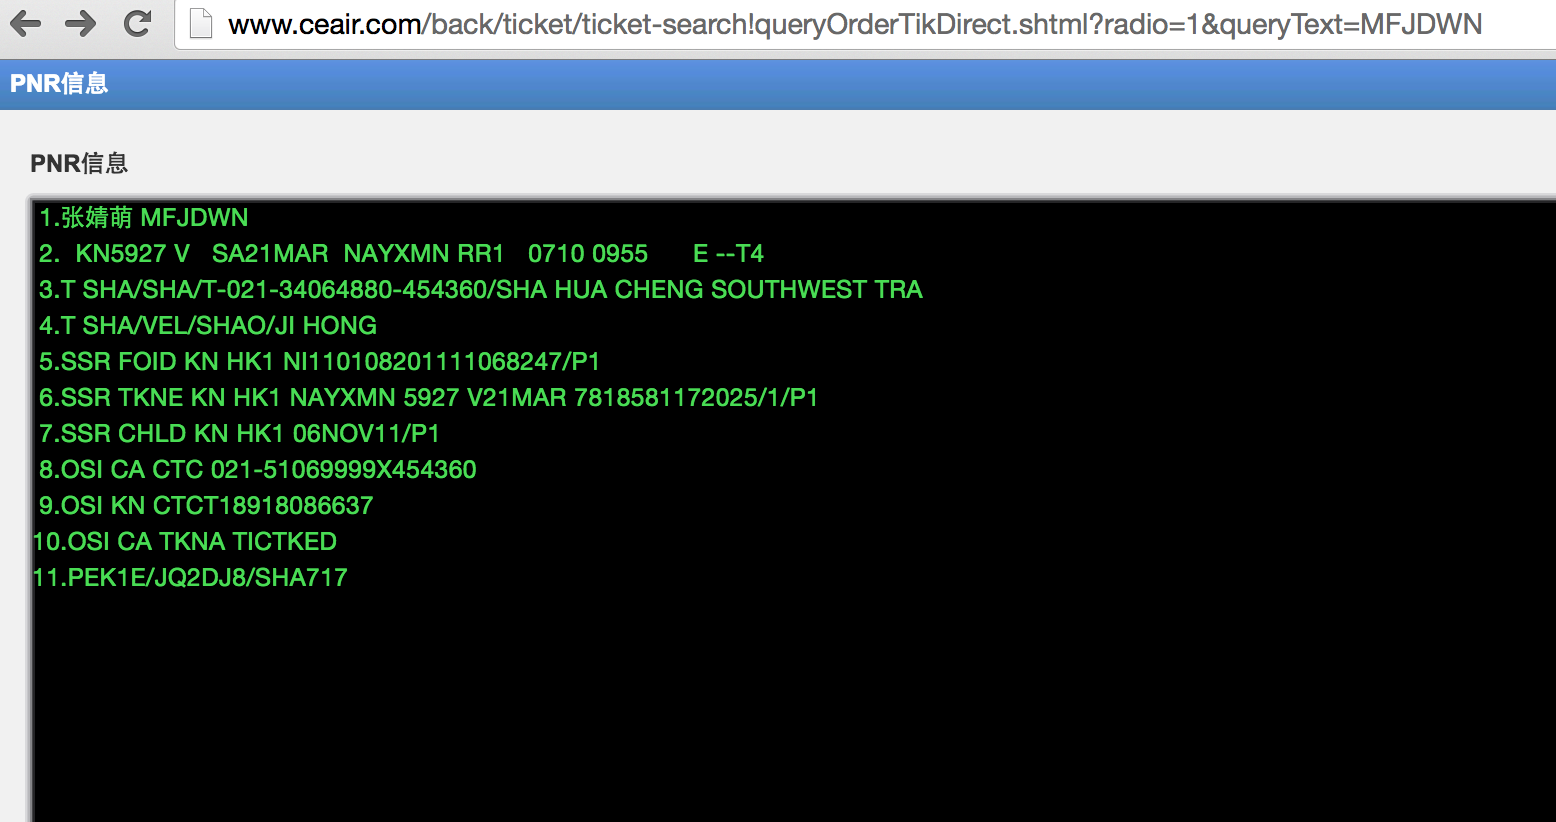 www.ceair.com/back/ticket/ticket-search!queryOrderTikDirect.shtml?radio=1&queryText=MFJDWN
PNR信息
PNR信息
1.张婧萌 MFJDWN
2. KN5927 V SA21MAR NAYXMN RR1 0710 0955 E --T4
3.T SHA/SHA/T-021-34064880-454360/SHA HUA CHENG SOUTHWEST TRA
4.T SHA/VEL/SHAO/JI HONG
5.SSR FOID KN HK1 NI110108201111068247/P1
6.SSR TKNE KN HK1 NAYXMN 5927 V21MAR 7818581172025/1/P1
7.SSR CHLD KN HK1 06NOV11/P1
8.OSI CA CTC 021-51069999X454360
9.OSI KN CTCT18918086637
10.OSI CA TKNA TICTKED
11.PEK1E/JQ2DJ8/SHA717